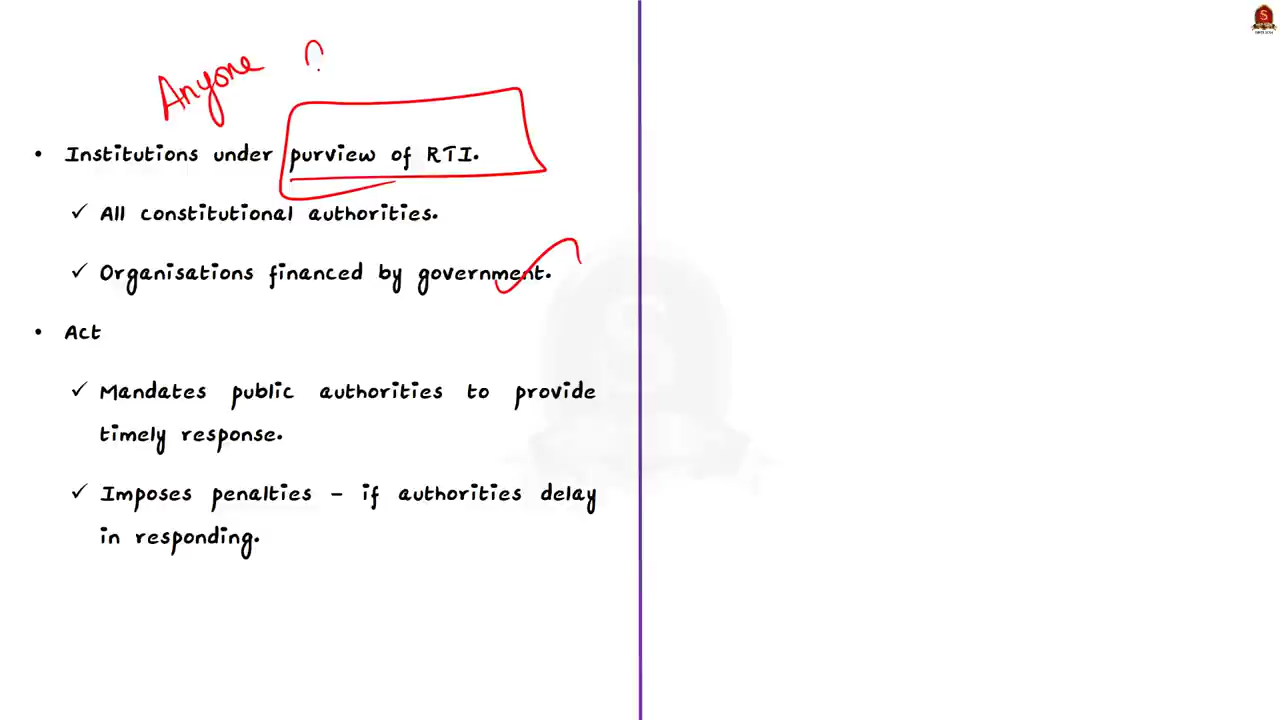 Anyone ?
• Institutions under purview of RTI.
✓ All constitutional authorities.
✓ Organisations financed by government.
• Act
✓ Mandates public authorities to provide
timely response.
✓ Imposes penalties – if authorities delay
in responding.